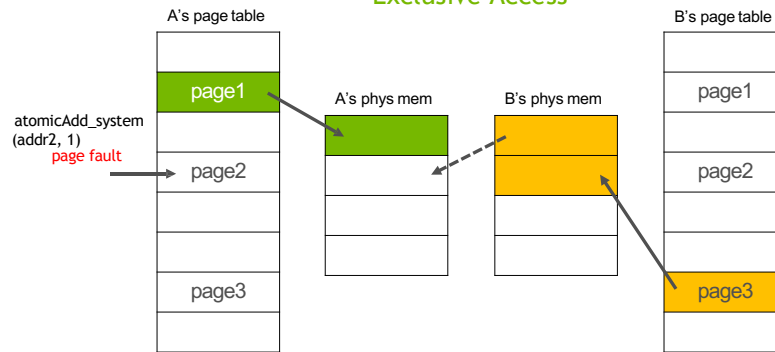 Exclusive Access
A's page table
B's page table
page1
A's phys mem
B's phys mem
page1
atomicAdd_system
(addr2, 1)
page fault
page2
page2
page3
page3